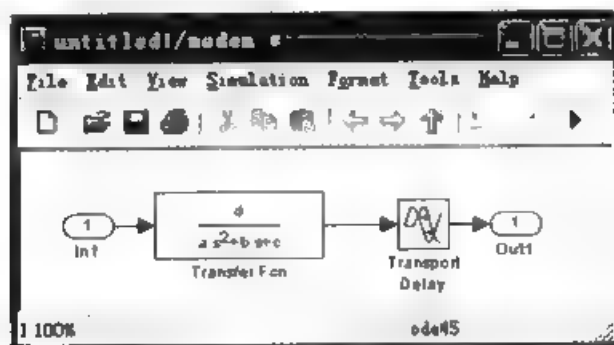 untitled1/modem *
File Edit View Simulation Format Tools Help
1
In1
d
a s²+b s+c
Transfer Fcn
Transport
Delay
1
Out1
100%
ode45